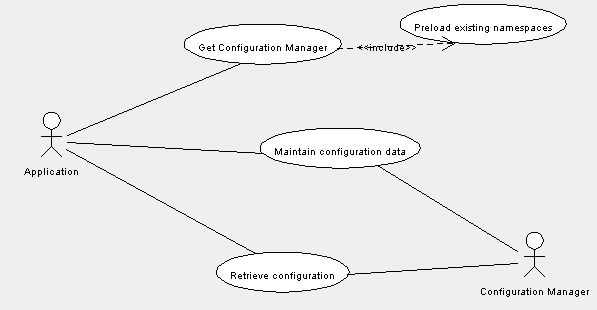 Preload existing namespaces
Get Configuration Manager
<<include>>
Maintain configuration data
Application
Retrieve configuration
Configuration Manager